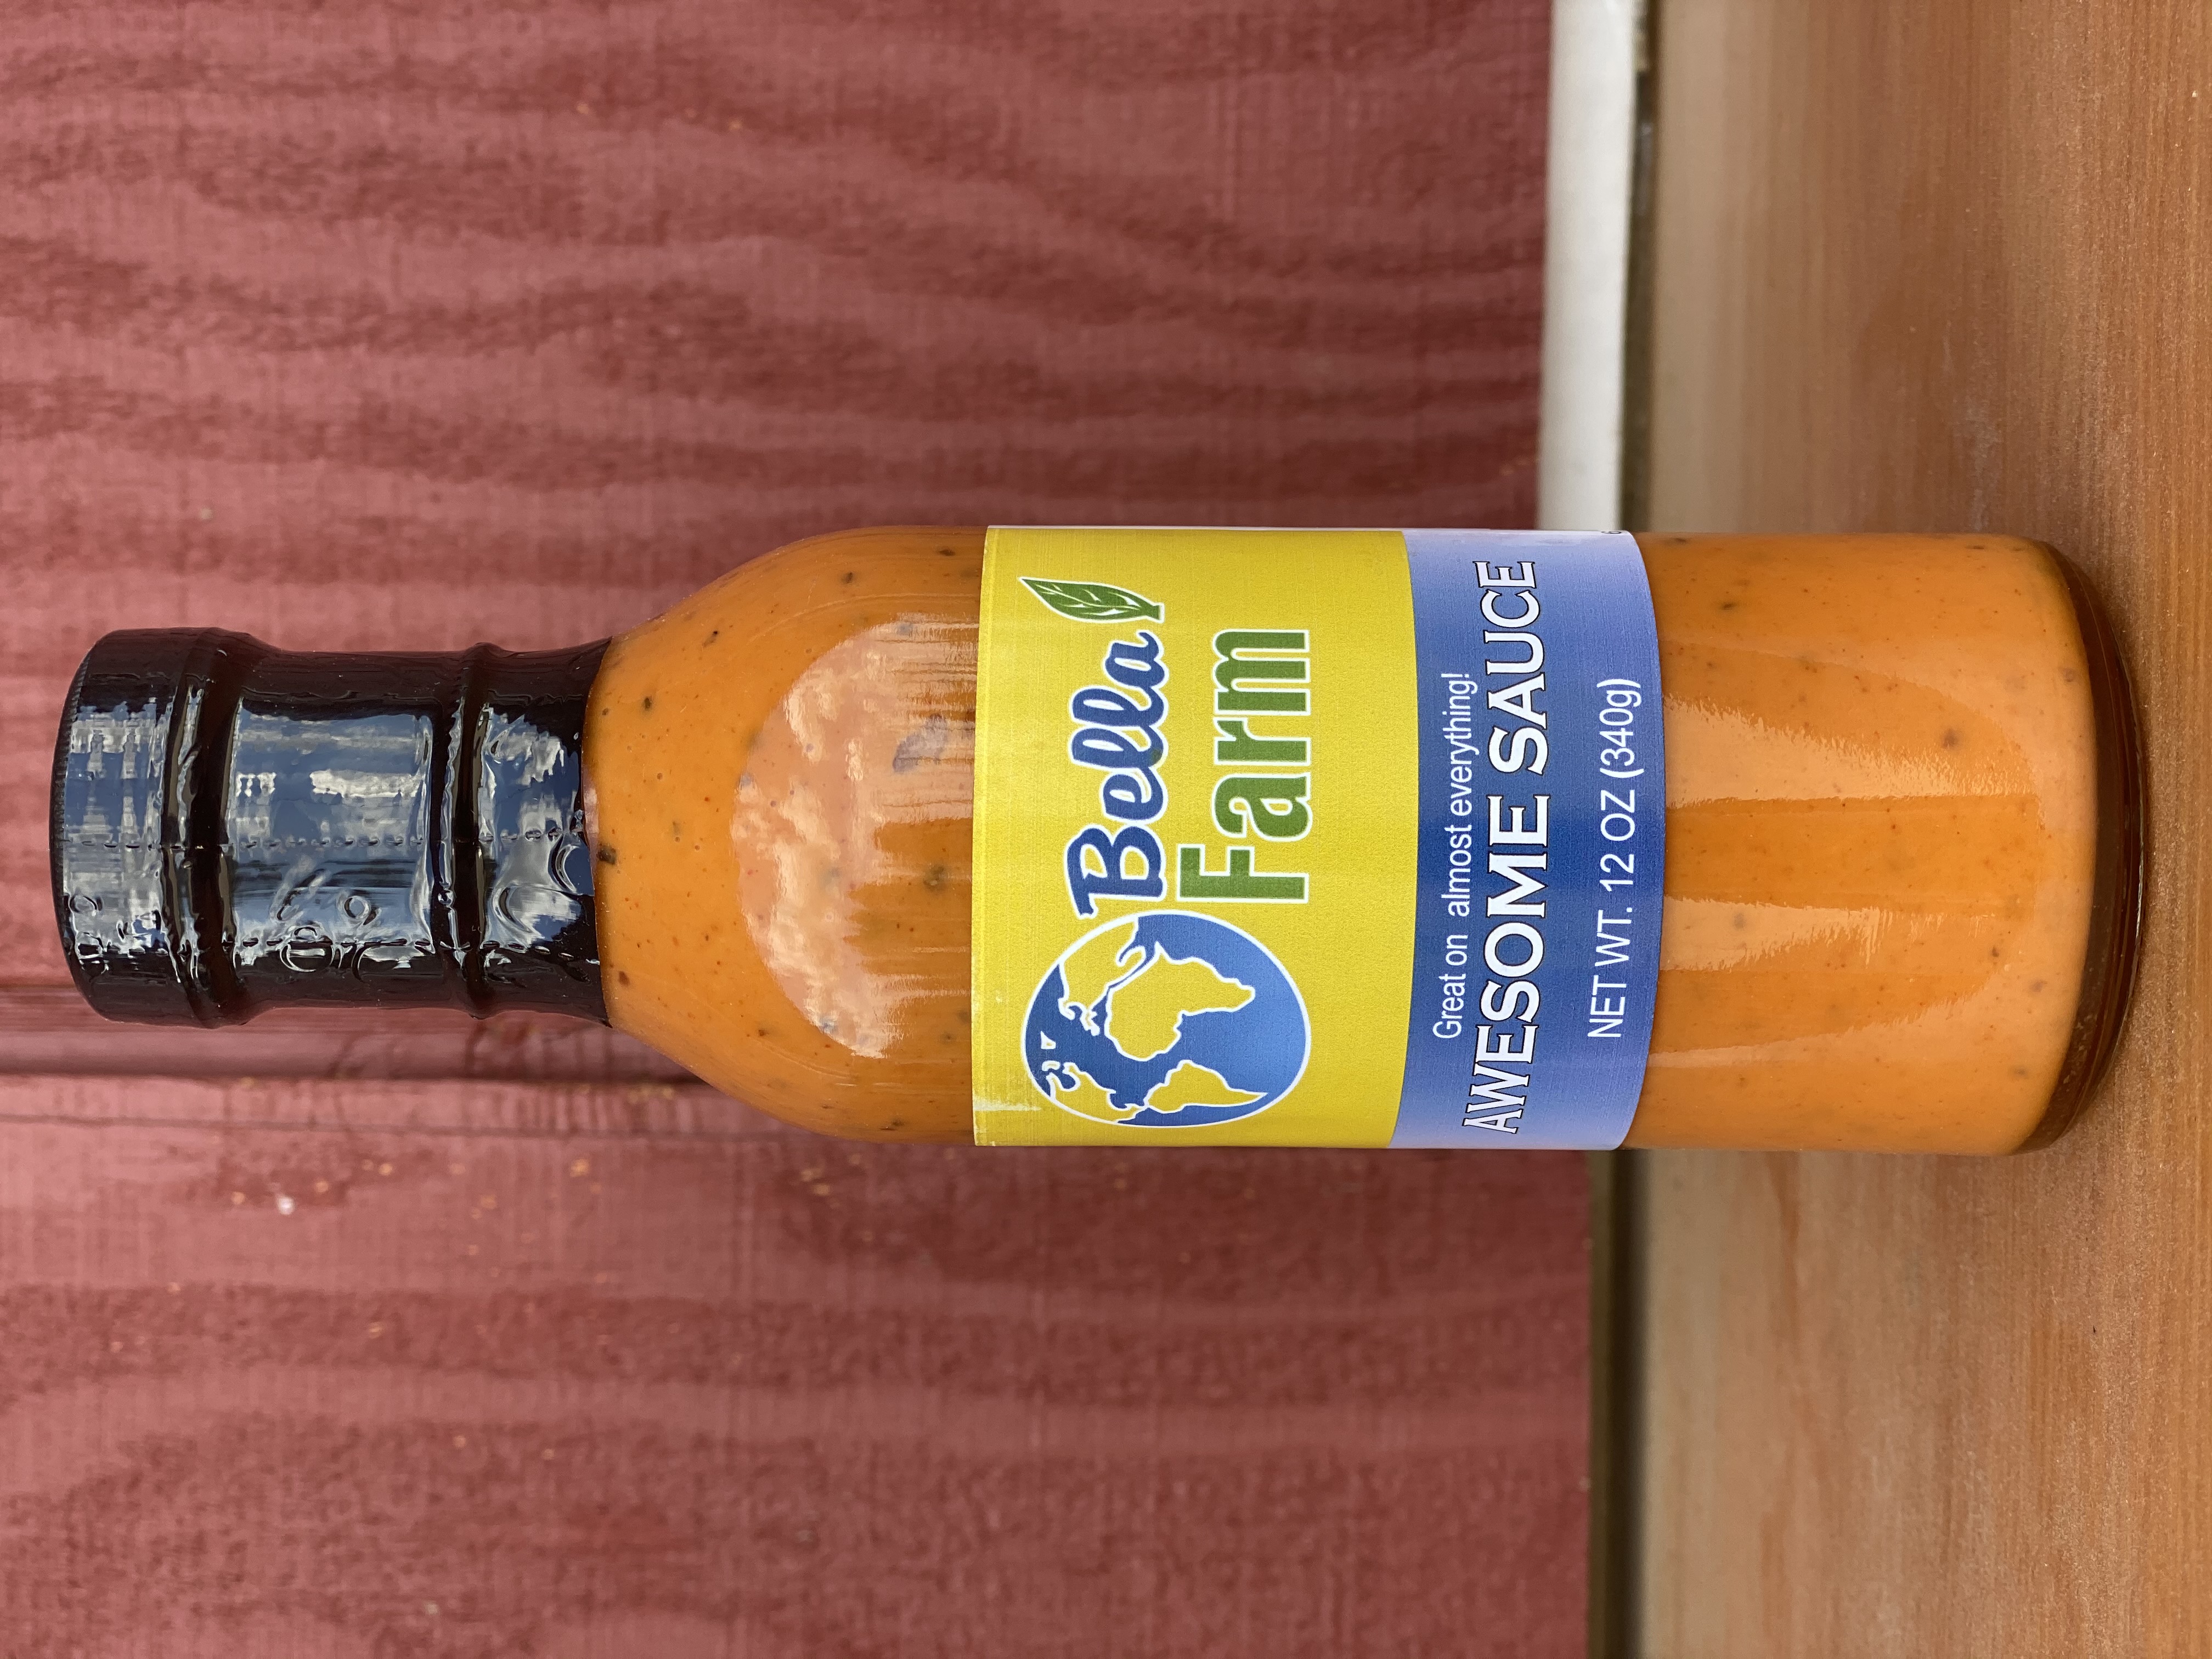 Bella
Farm
Great on almost everything!
AWESOME SAUCE
NET WT. 12 OZ (340g)